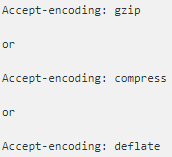 Accept-encoding: gzip
or
Accept-encoding: compress
or
Accept-encoding: deflate